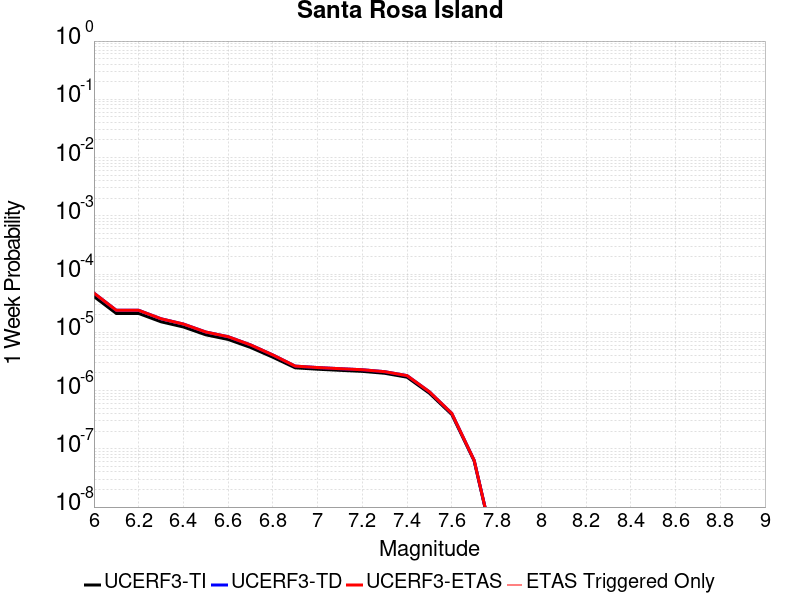 Santa Rosa Island
10^0
10^-1
10^-2
10^-3
10^-4
10^-5
10^-6
10^-7
10^-8
1 Week Probability
6 6.2 6.4 6.6 6.8 7 7.2 7.4 7.6 7.8 8 8.2 8.4 8.6 8.8 9
Magnitude
UCERF3-TI UCERF3-TD UCERF3-ETAS ETAS Triggered Only